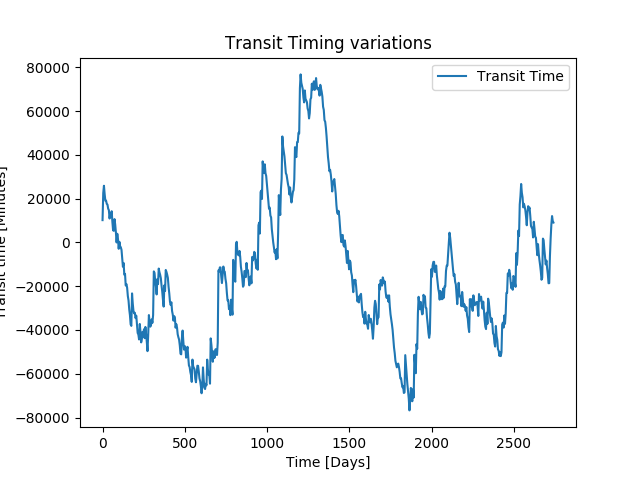 Transit Timing variations
Transit Time
80000
60000
40000
20000
0
−20000
−40000
−60000
−80000
Transit time [Minutes]
0 500 1000 1500 2000 2500
Time [Days]